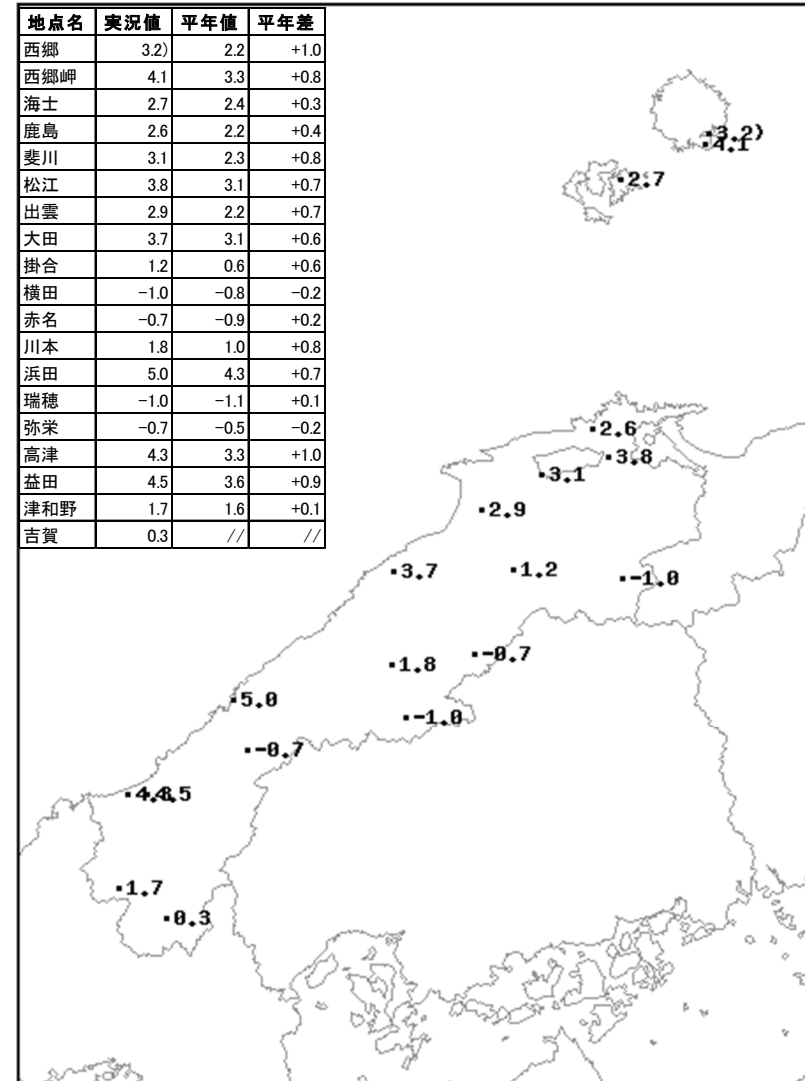 地点名 実況値 平年値 平年差
西郷 3.2) 2.2 +1.0
西郷岬 4.1 3.3 +0.8
海士 2.7 2.4 +0.3
鹿島 2.6 2.2 +0.4
斐川 3.1 2.3 +0.8
松江 3.8 3.1 +0.7
出雲 2.9 2.2 +0.7
大田 3.7 3.1 +0.6
掛合 1.2 0.6 +0.6
横田 −1.0 −0.8 −0.2
赤名 −0.7 −0.9 +0.2
川本 1.8 1.0 +0.8
浜田 5.0 4.3 +0.7
瑞穂 −1.0 −1.1 +0.1
弥栄 −0.7 −0.5 −0.2
高津 4.3 3.3 +1.0
益田 4.5 3.6 +0.9
津和野 1.7 1.6 +0.1
吉賀 0.3 // //
3.2)
4.1
2.7
2.6
3.8
3.1
2.9
3.7
1.2
-1.0
-0.7
1.8
5.0
-1.0
-0.7
4.3
4.5
1.7
0.3